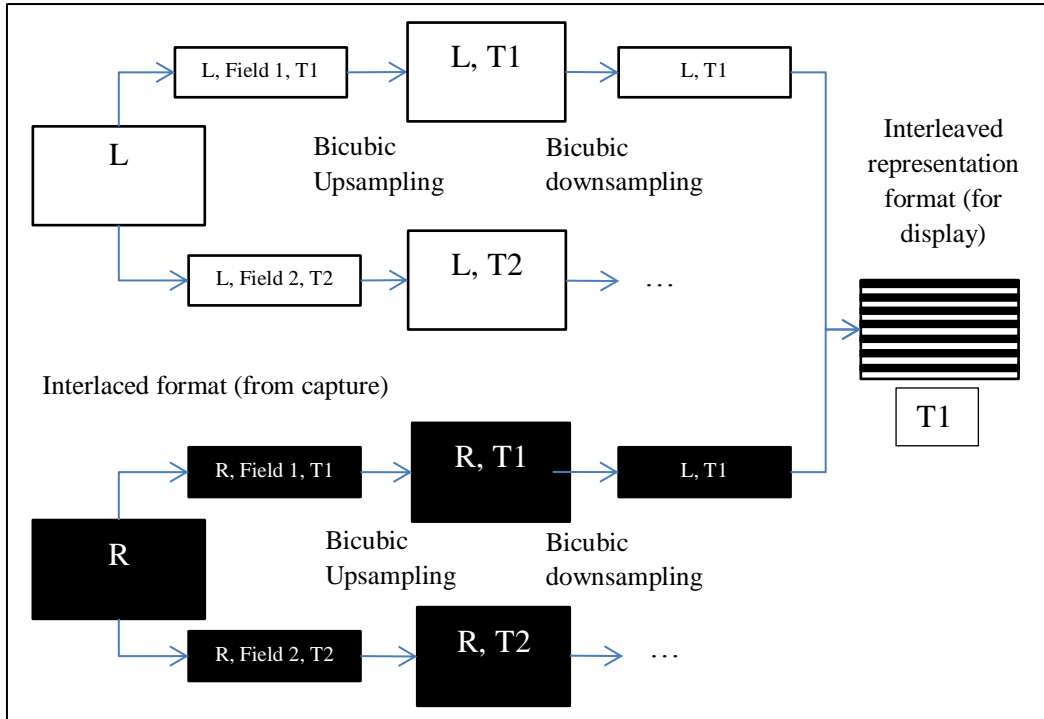 L, Field 1, T1
L, T1
L, T1
L
Bicubic
Upsampling
Bicubic
downsampling
Interleaved
representation
format (for
display)
L, Field 2, T2
L, T2
…
Interlaced format (from capture)
T1
R, Field 1, T1
R, T1
L, T1
R
Bicubic
Upsampling
Bicubic
downsampling
R, Field 2, T2
R, T2
…